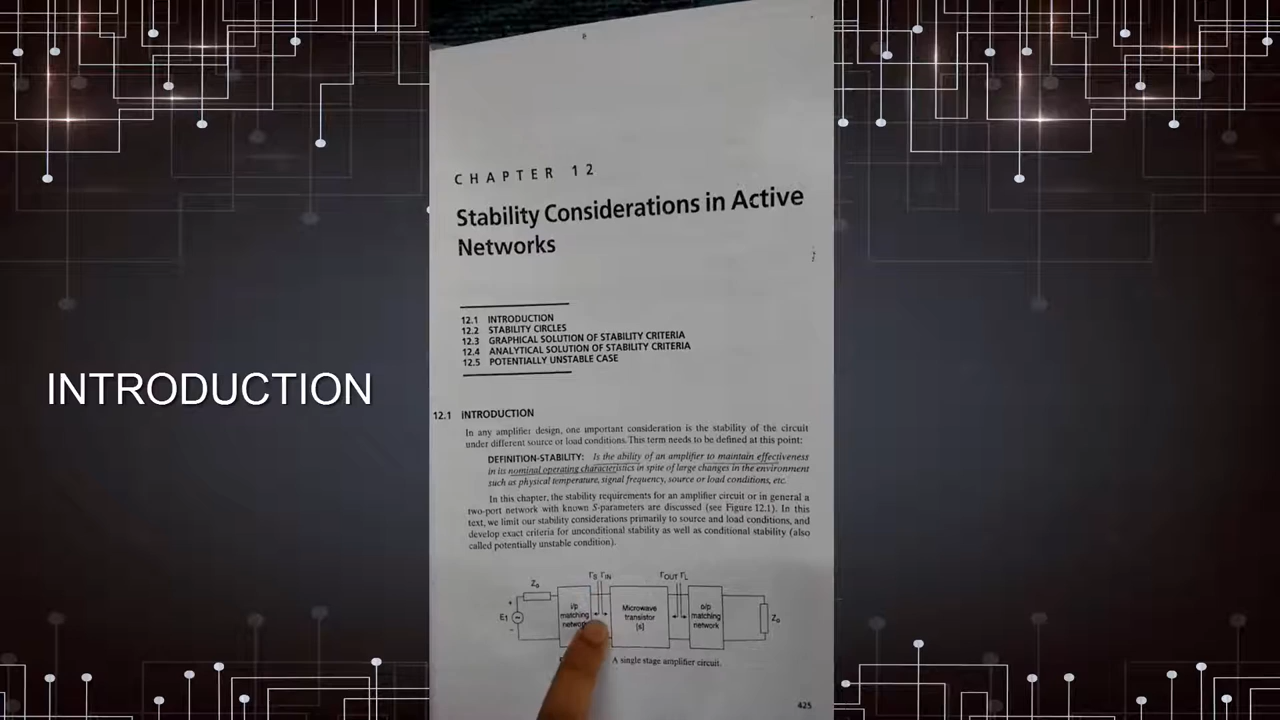 INTRODUCTION
CHAPTER 12
Stability Considerations in Active
Networks
12.1 INTRODUCTION
12.2 STABILITY CIRCLES
12.3 GRAPHICAL SOLUTION OF STABILITY CRITERIA
12.4 ANALYTICAL SOLUTION OF STABILITY CRITERIA
12.5 POTENTIALLY UNSTABLE CASE
12.1 INTRODUCTION
In any amplifier design, one important consideration is the stability of the circuit
under different source or load conditions. This term needs to be defined at this point:
DEFINITION-STABILITY: Is the ability of an amplifier to maintain effectiveness
in its nominal operating characteristics in spite of large changes in the environment
such as physical temperature, signal frequency, source or load conditions, etc.
In this chapter, the stability requirements for an amplifier circuit or in general a
two-port network with known S-parameters are discussed (see Figure 12.1). In this
text, we limit our stability considerations primarily to source and load conditions, and
develop exact criteria for unconditional stability as well as conditional stability (also
called potentially unstable condition).
ΓS ΓIN ΓOUT ΓL
Zo
+
E1
−
i/p
matching
network
Microwave
transistor
[s]
o/p
matching
network
Zo
A single stage amplifier circuit.
425